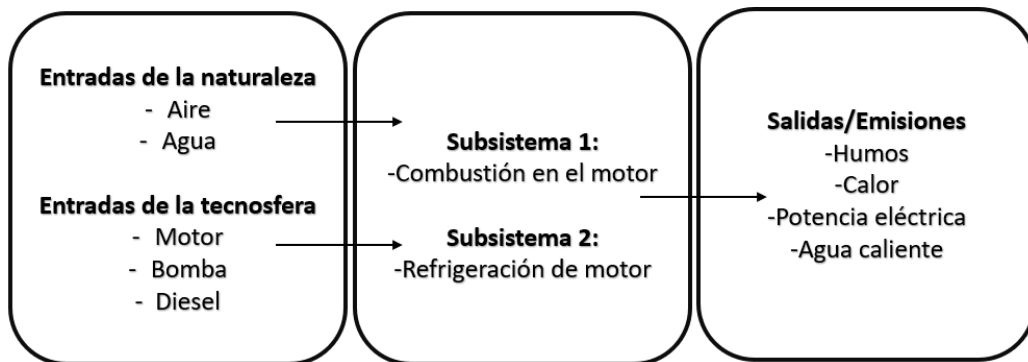 Entradas de la naturaleza
- Aire
- Agua
Entradas de la tecnosfera
- Motor
- Bomba
- Diesel
Subsistema 1:
-Combustión en el motor
Subsistema 2:
-Refrigeración de motor
Salidas/Emisiones
-Humos
-Calor
-Potencia eléctrica
-Agua caliente